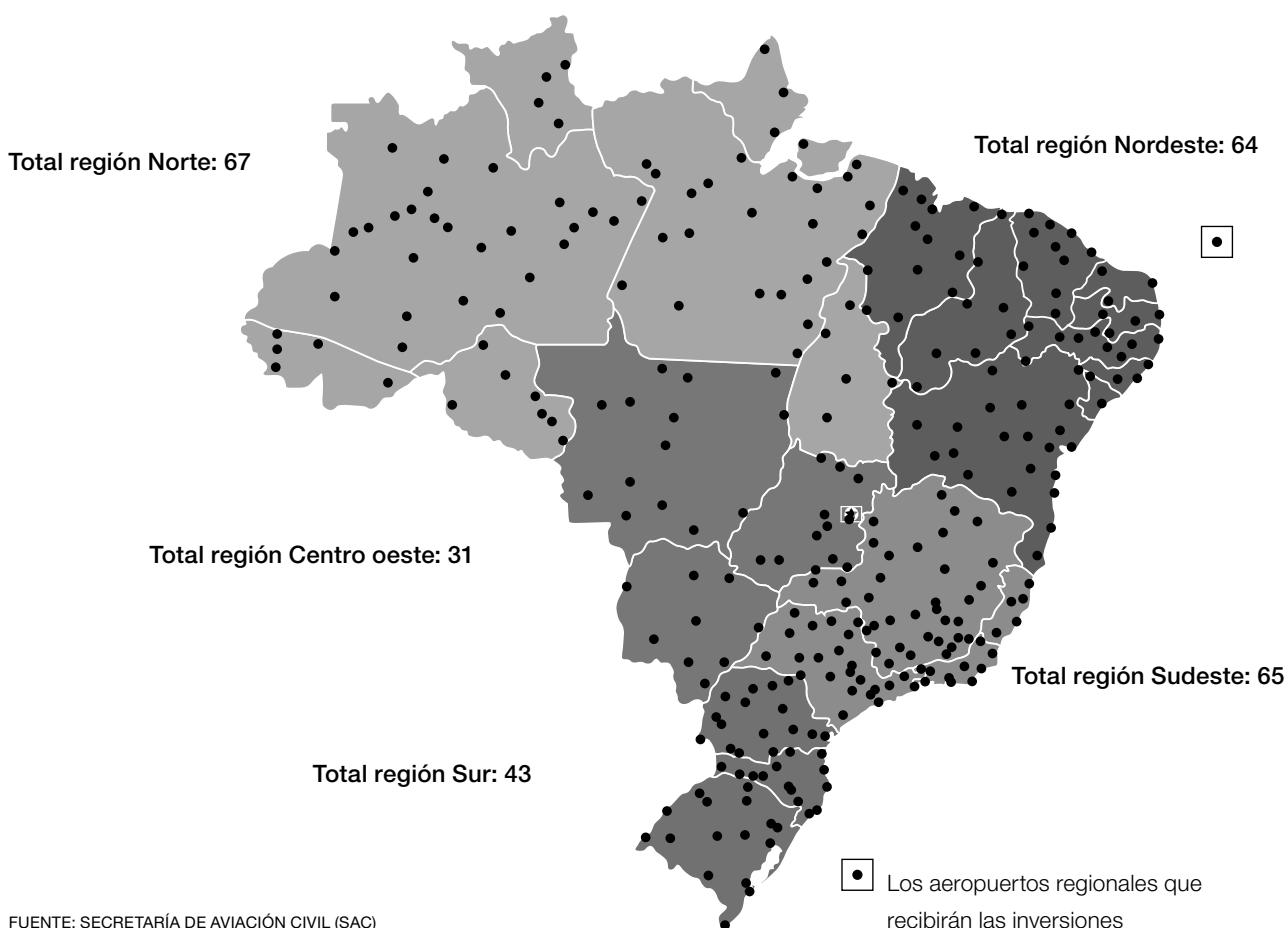 Total región Norte: 67
Total región Nordeste: 64
Total región Centro oeste: 31
Total región Sudeste: 65
Total región Sur: 43
Los aeropuertos regionales que
recibirán las inversiones
FUENTE: SECRETARÍA DE AVIACIÓN CIVIL (SAC)